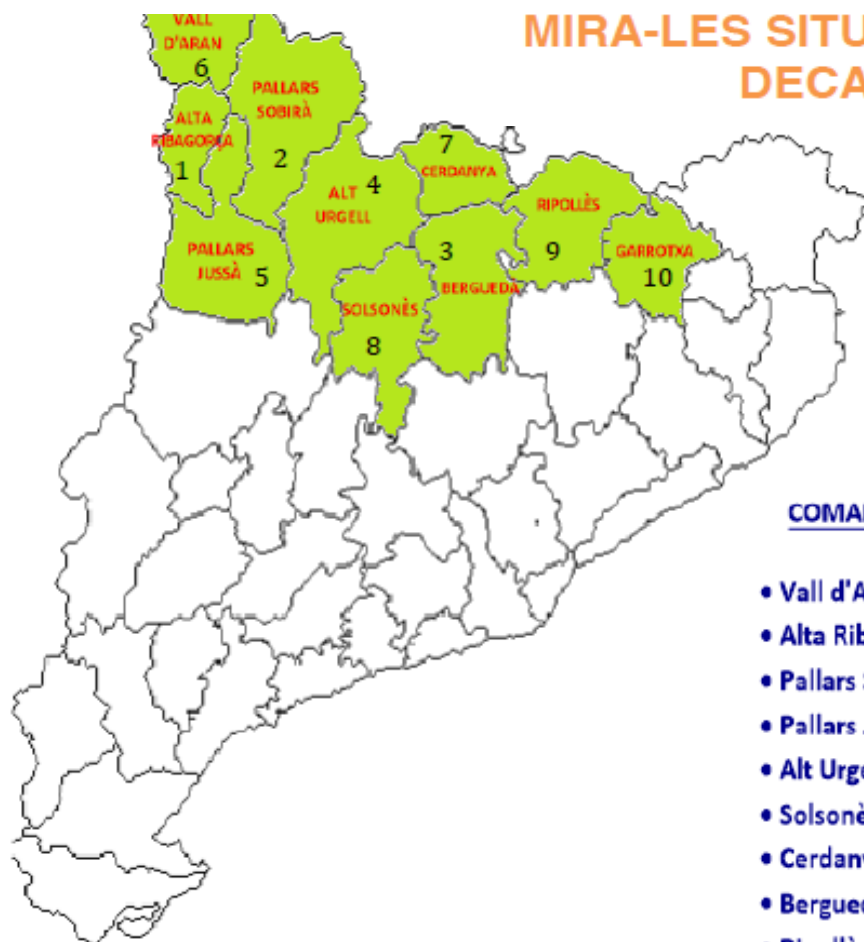 MIRA-LES SITU
DECA
VALL
D'ARAN
6
PALLARS
SOBIRÀ
2
ALTA
RIBAGORÇA
1
7
CERDANYA
4
ALT
URGELL
RIPOLLÈS
9
GARROTXA
10
PALLARS
JUSSÀ 5
3
BERGUEDÀ
SOLSONÈS
8
COMA
• Vall d'A
• Alta Rib
• Pallars
• Pallars
• Alt Urge
• Solsonè
• Cerdany
• Bergued